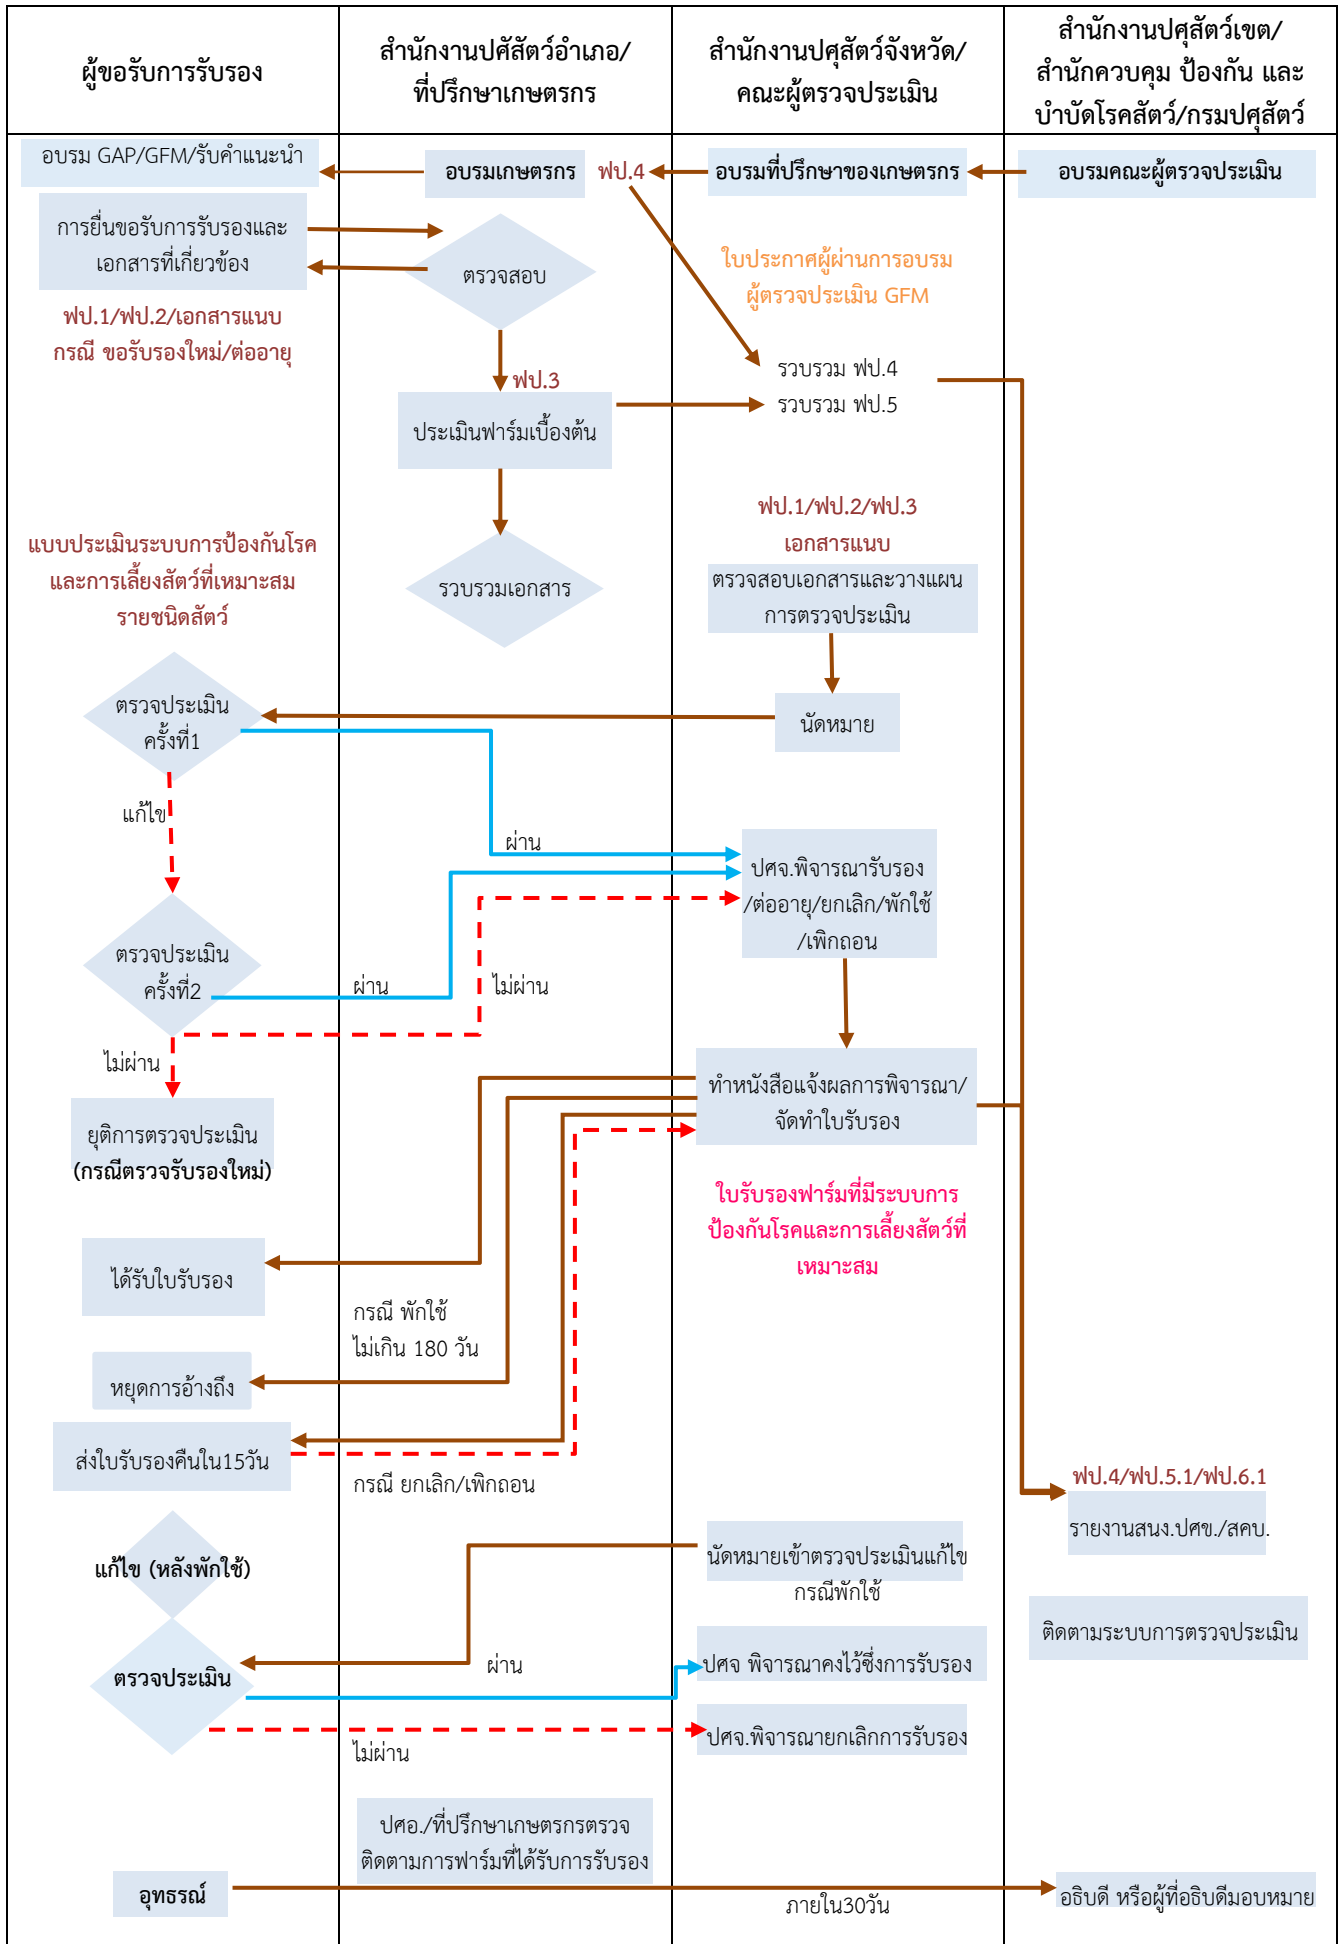 ผู้ขอรับการรับรอง
สำนักงานปศัสัตว์อำเภอ/
ที่ปรึกษาเกษตรกร
สำนักงานปศุสัตว์จังหวัด/
คณะผู้ตรวจประเมิน
สำนักงานปศุสัตว์เขต/
สำนักควบคุม ป้องกัน และ
บำบัดโรคสัตว์/กรมปศุสัตว์
อบรม GAP/GFM/รับคำแนะนำ
อบรมเกษตรกร
ฟป.4
อบรมที่ปรึกษาของเกษตรกร
อบรมคณะผู้ตรวจประเมิน
การยื่นขอรับการรับรองและ
เอกสารที่เกี่ยวข้อง
ตรวจสอบ
ใบประกาศผู้ผ่านการอบรม
ผู้ตรวจประเมิน GFM
ฟป.1/ฟป.2/เอกสารแนบ
กรณี ขอรับรองใหม่/ต่ออายุ
ฟป.3
รวบรวม ฟป.4
รวบรวม ฟป.5
ประเมินฟาร์มเบื้องต้น
ฟป.1/ฟป.2/ฟป.3
เอกสารแนบ
แบบประเมินระบบการป้องกันโรค
และการเลี้ยงสัตว์ที่เหมาะสม
รายชนิดสัตว์
รวบรวมเอกสาร
ตรวจสอบเอกสารและวางแผน
การตรวจประเมิน
ตรวจประเมิน
ครั้งที่1
นัดหมาย
แก้ไข
ผ่าน
ปศจ.พิจารณารับรอง
/ต่ออายุ/ยกเลิก/พักใช้
/เพิกถอน
ตรวจประเมิน
ครั้งที่2
ผ่าน
ไม่ผ่าน
ไม่ผ่าน
ทำหนังสือแจ้งผลการพิจารณา/
จัดทำใบรับรอง
ยุติการตรวจประเมิน
(กรณีตรวจรับรองใหม่)
ใบรับรองฟาร์มที่มีระบบการ
ป้องกันโรคและการเลี้ยงสัตว์ที่
เหมาะสม
ได้รับใบรับรอง
กรณี พักใช้
ไม่เกิน 180 วัน
หยุดการอ้างถึง
ส่งใบรับรองคืนใน15วัน
กรณี ยกเลิก/เพิกถอน
ฟป.4/ฟป.5.1/ฟป.6.1
รายงานสนง.ปศข./สคบ.
แก้ไข (หลังพักใช้)
นัดหมายเข้าตรวจประเมินแก้ไข
กรณีพักใช้
ติดตามระบบการตรวจประเมิน
ตรวจประเมิน
ผ่าน
ปศจ พิจารณาคงไว้ซึ่งการรับรอง
ไม่ผ่าน
ปศจ.พิจารณายกเลิกการรับรอง
ปศอ./ที่ปรึกษาเกษตรกรตรวจ
ติดตามการฟาร์มที่ได้รับการรับรอง
อุทธรณ์
ภายใน30วัน
อธิบดี หรือผู้ที่อธิบดีมอบหมาย